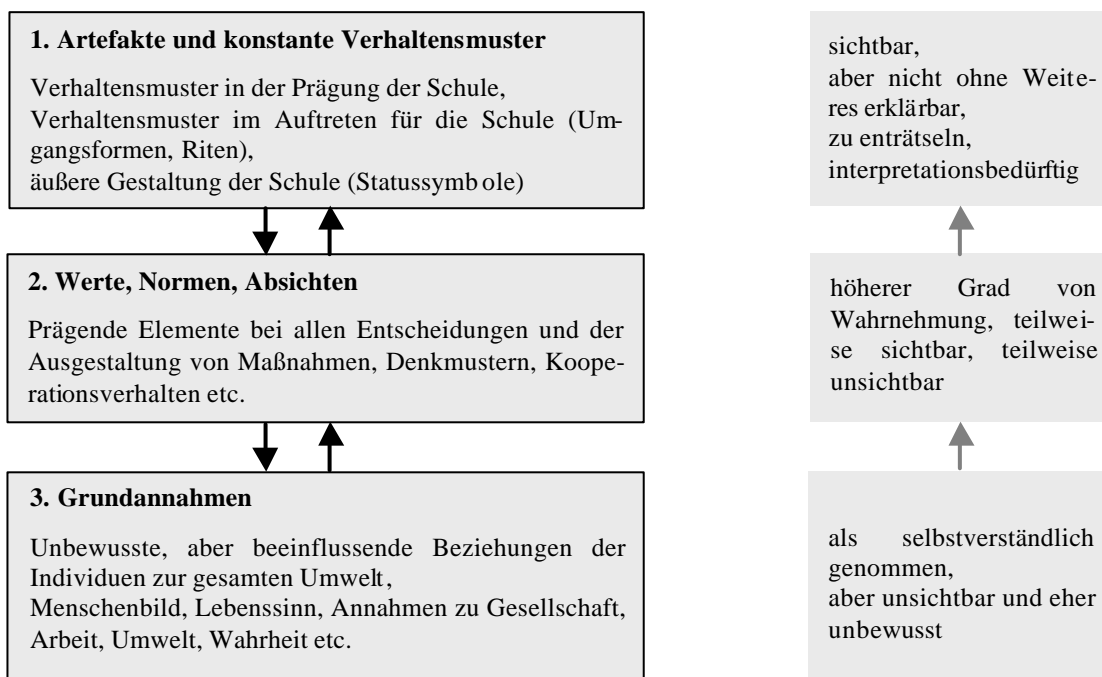 1. Artefakte und konstante Verhaltensmuster
Verhaltensmuster in der Prägung der Schule,
Verhaltensmuster im Auftreten für die Schule (Um-
gangsformen, Riten),
äußere Gestaltung der Schule (Statussymb ole)
sichtbar,
aber nicht ohne Weite-
res erklärbar,
zu enträtseln,
interpretationsbedürftig
2. Werte, Normen, Absichten
Prägende Elemente bei allen Entscheidungen und der
Ausgestaltung von Maßnahmen, Denkmustern, Koope-
rationsverhalten etc.
höherer Grad von
Wahrnehmung, teilwei-
se sichtbar, teilweise
unsichtbar
3. Grundannahmen
Unbewusste, aber beeinflussende Beziehungen der
Individuen zur gesamten Umwelt,
Menschenbild, Lebenssinn, Annahmen zu Gesellschaft,
Arbeit, Umwelt, Wahrheit etc.
als selbstverständlich
genommen,
aber unsichtbar und eher
unbewusst